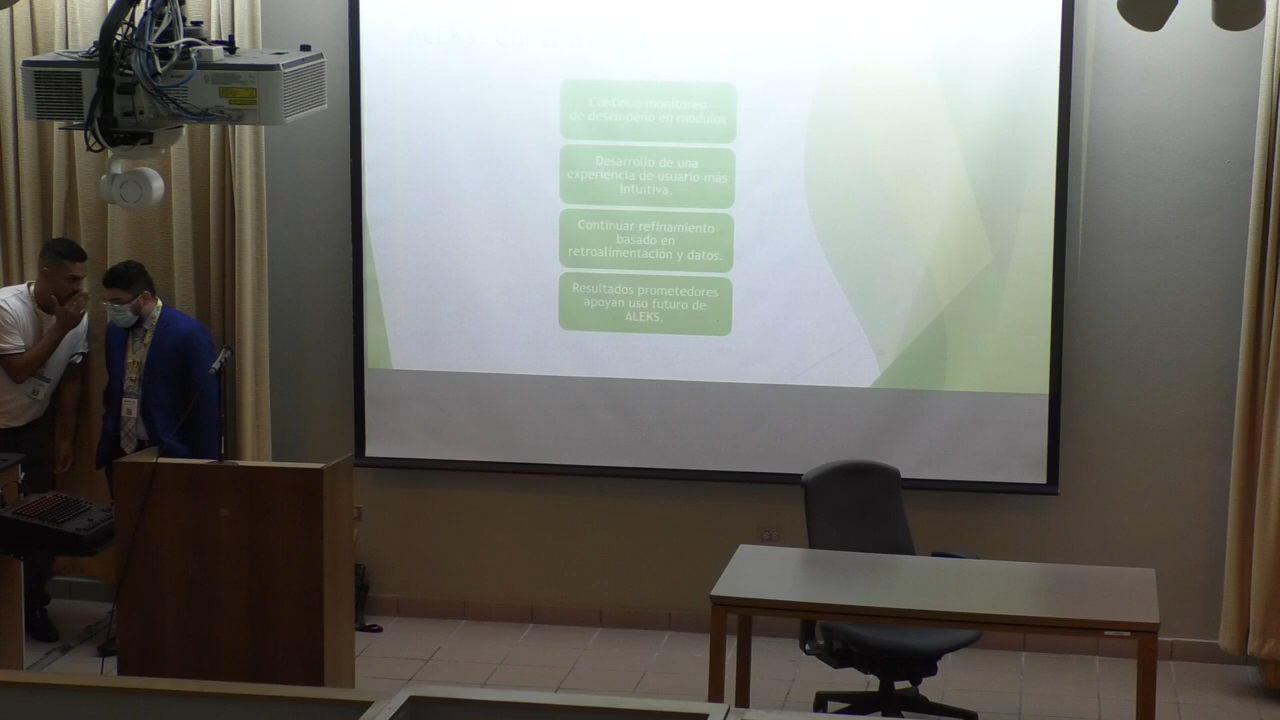 Continuo monitoreo
de desempeño en módulos
Desarrollo de una
experiencia de usuario más
intuitiva.
Continuar refinamiento
basado en
retroalimentación y datos.
Resultados prometedores
apoyan uso futuro de
ALEKS.